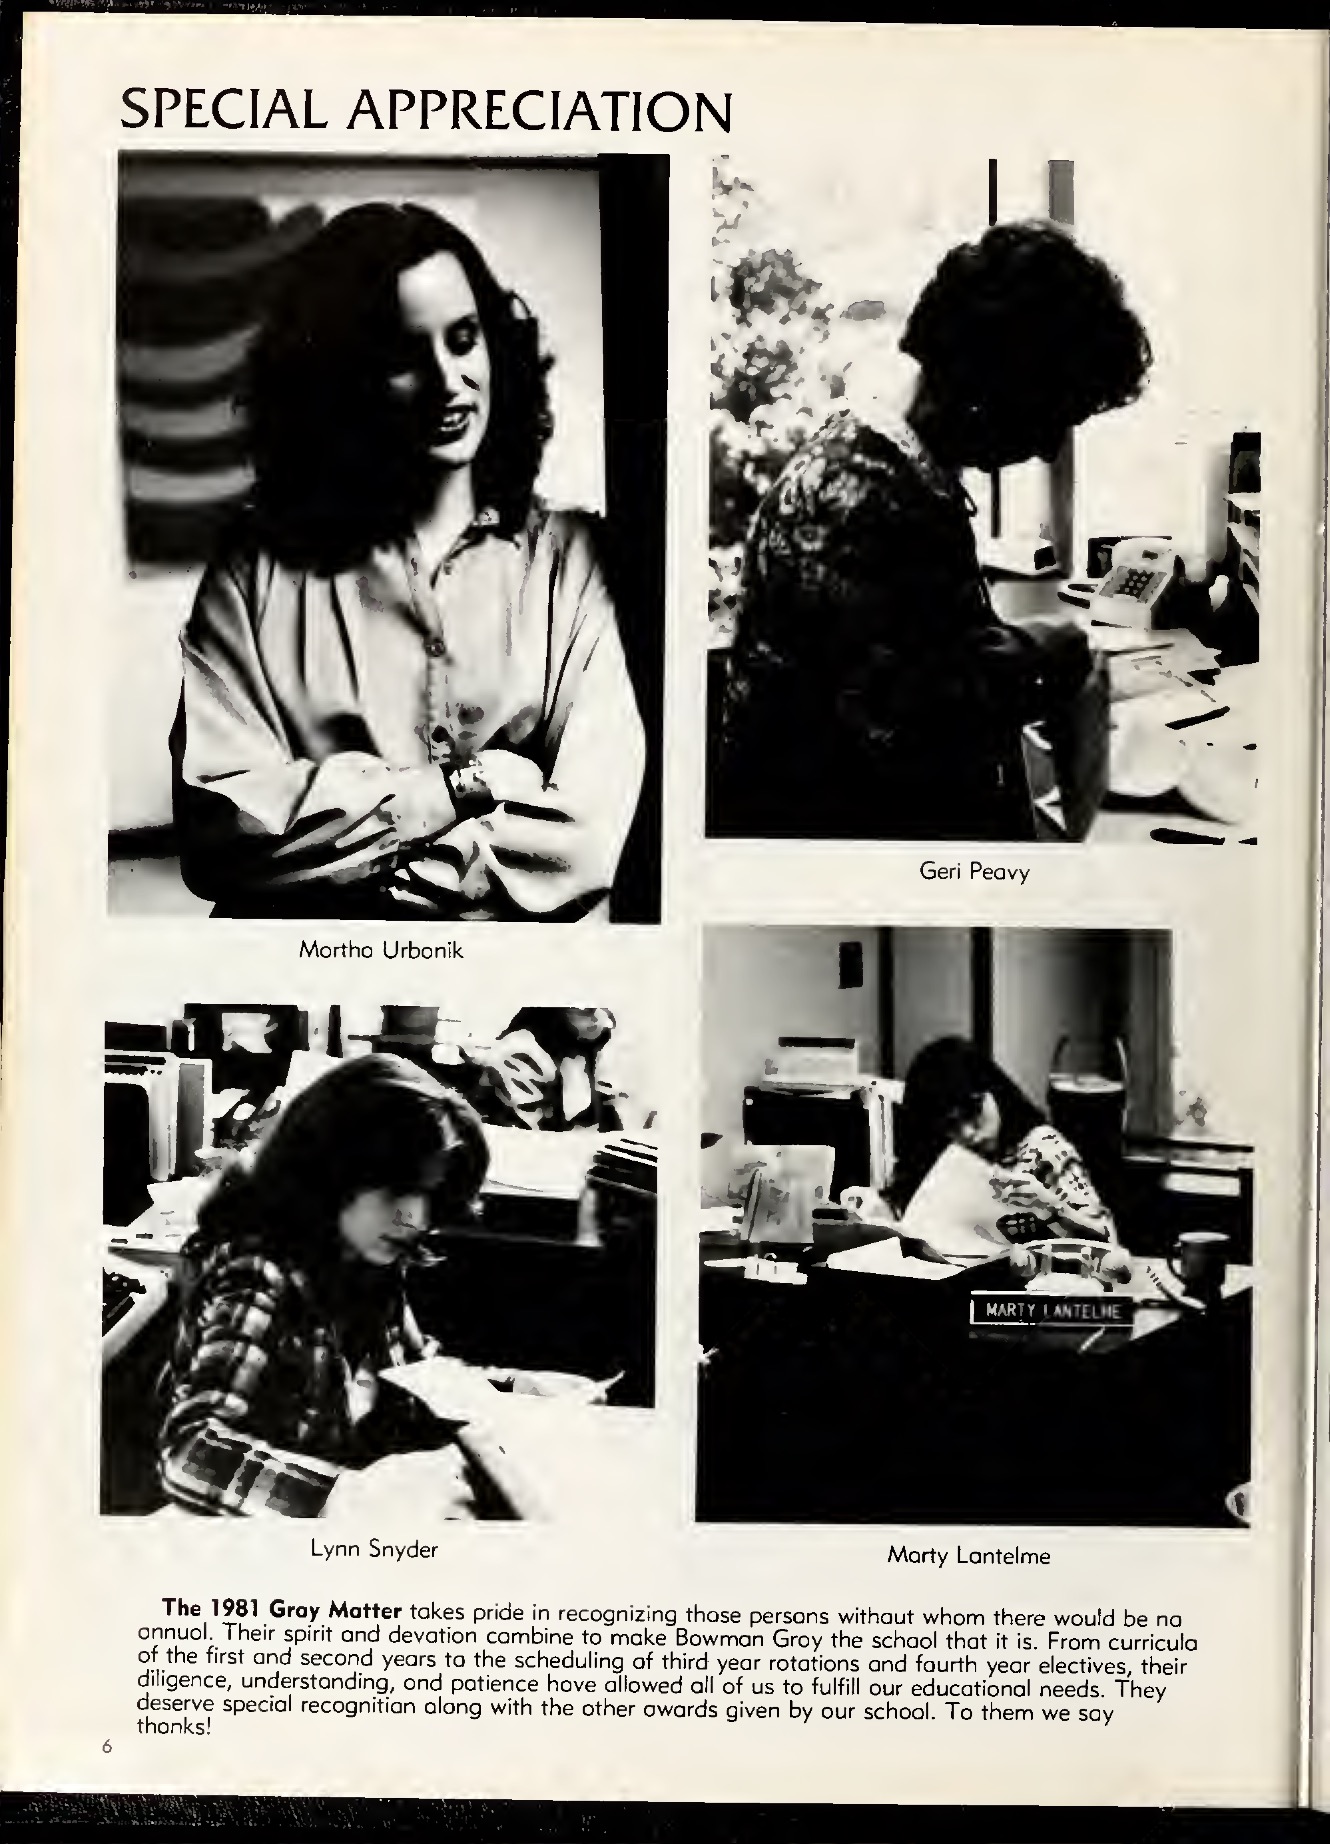 SPECIAL APPRECIATION
Geri Peavy
Martha Urbanik
MARTY LANTELME
Lynn Snyder
Marty Lantelme
The 1981 Gray Matter takes pride in recognizing those persons without whom there would be no
annual. Their spirit and devotion combine to make Bowman Gray the school that it is. From curricula
of the first and second years to the scheduling of third year rotations and fourth year electives, their
diligence, understanding, and patience have allowed all of us to fulfill our educational needs. They
deserve special recognition along with the other awards given by our school. To them we say
thanks!
6